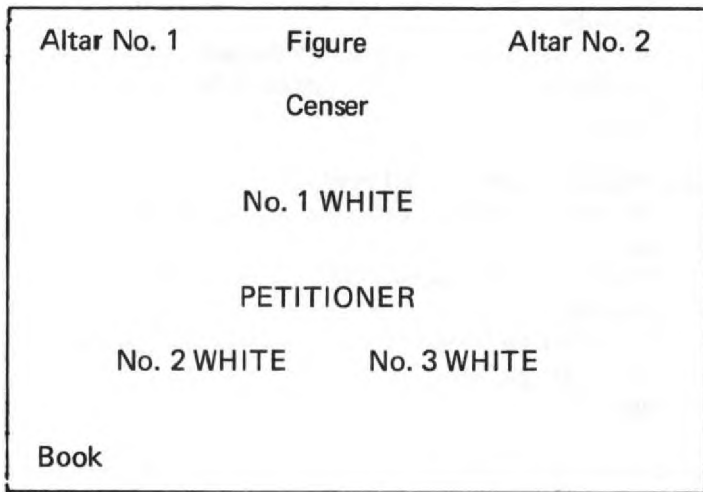 Altar No. 1 Figure Altar No. 2
Censer
No. 1 WHITE
PETITIONER
No. 2 WHITE No. 3 WHITE
Book